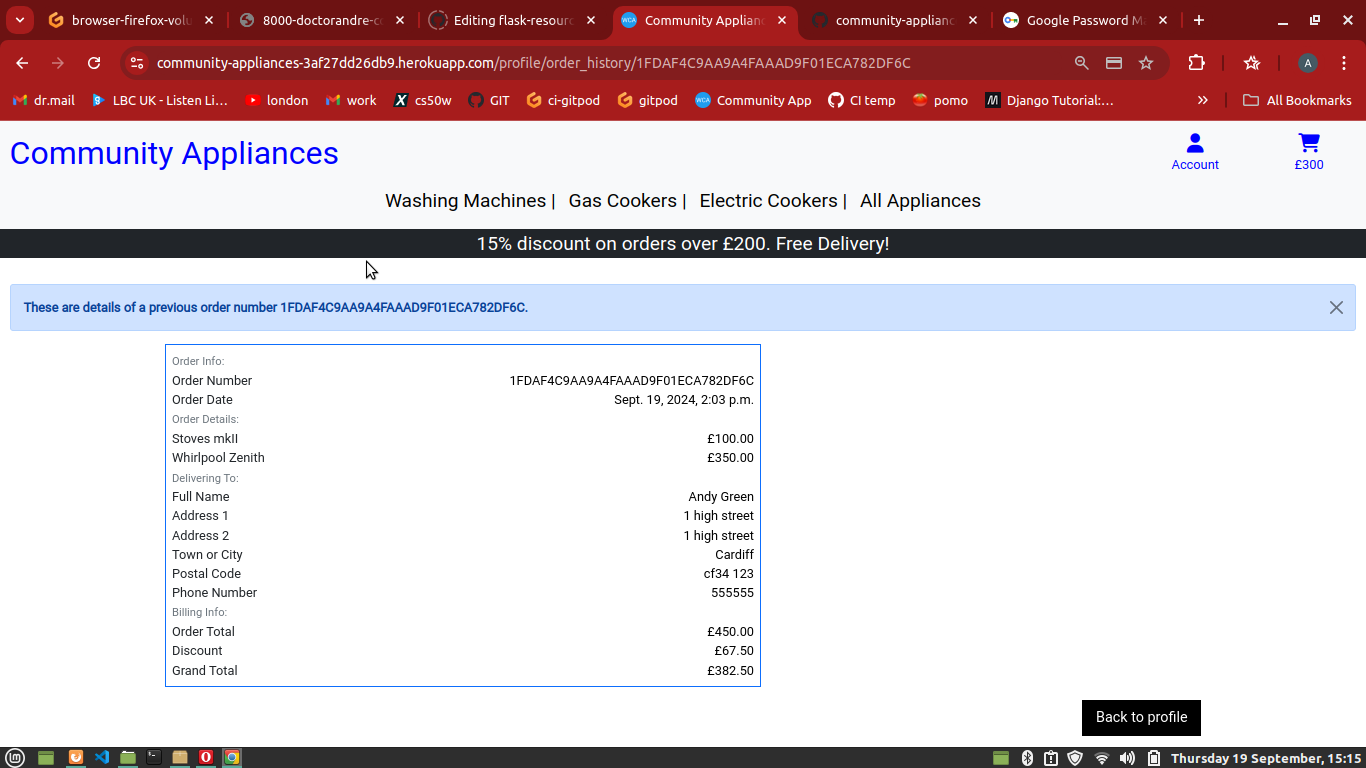 browser-firefox-volu
8000-doctorandre-c
Editing flask-resourc
Community Applianc
community-applianc
Google Password M
community-appliances-3af27dd26db9.herokuapp.com/profile/order_history/1FDAF4C9AA9A4FAAAD9F01ECA782DF6C
A
dr.mail
LBC UK - Listen Li...
london
work
cs50w
GIT
ci-gitpod
gitpod
WCA
Community App
CI temp
pomo
Django Tutorial:...
All Bookmarks
Community Appliances
Account
£300
Washing Machines | Gas Cookers | Electric Cookers | All Appliances
15% discount on orders over £200. Free Delivery!
These are details of a previous order number 1FDAF4C9AA9A4FAAAD9F01ECA782DF6C.
Order Info:
Order Number 1FDAF4C9AA9A4FAAAD9F01ECA782DF6C
Order Date Sept. 19, 2024, 2:03 p.m.
Order Details:
Stoves mkII £100.00
Whirlpool Zenith £350.00
Delivering To:
Full Name Andy Green
Address 1 1 high street
Address 2 1 high street
Town or City Cardiff
Postal Code cf34 123
Phone Number 555555
Billing Info:
Order Total £450.00
Discount £67.50
Grand Total £382.50
Back to profile
Thursday 19 September, 15:15